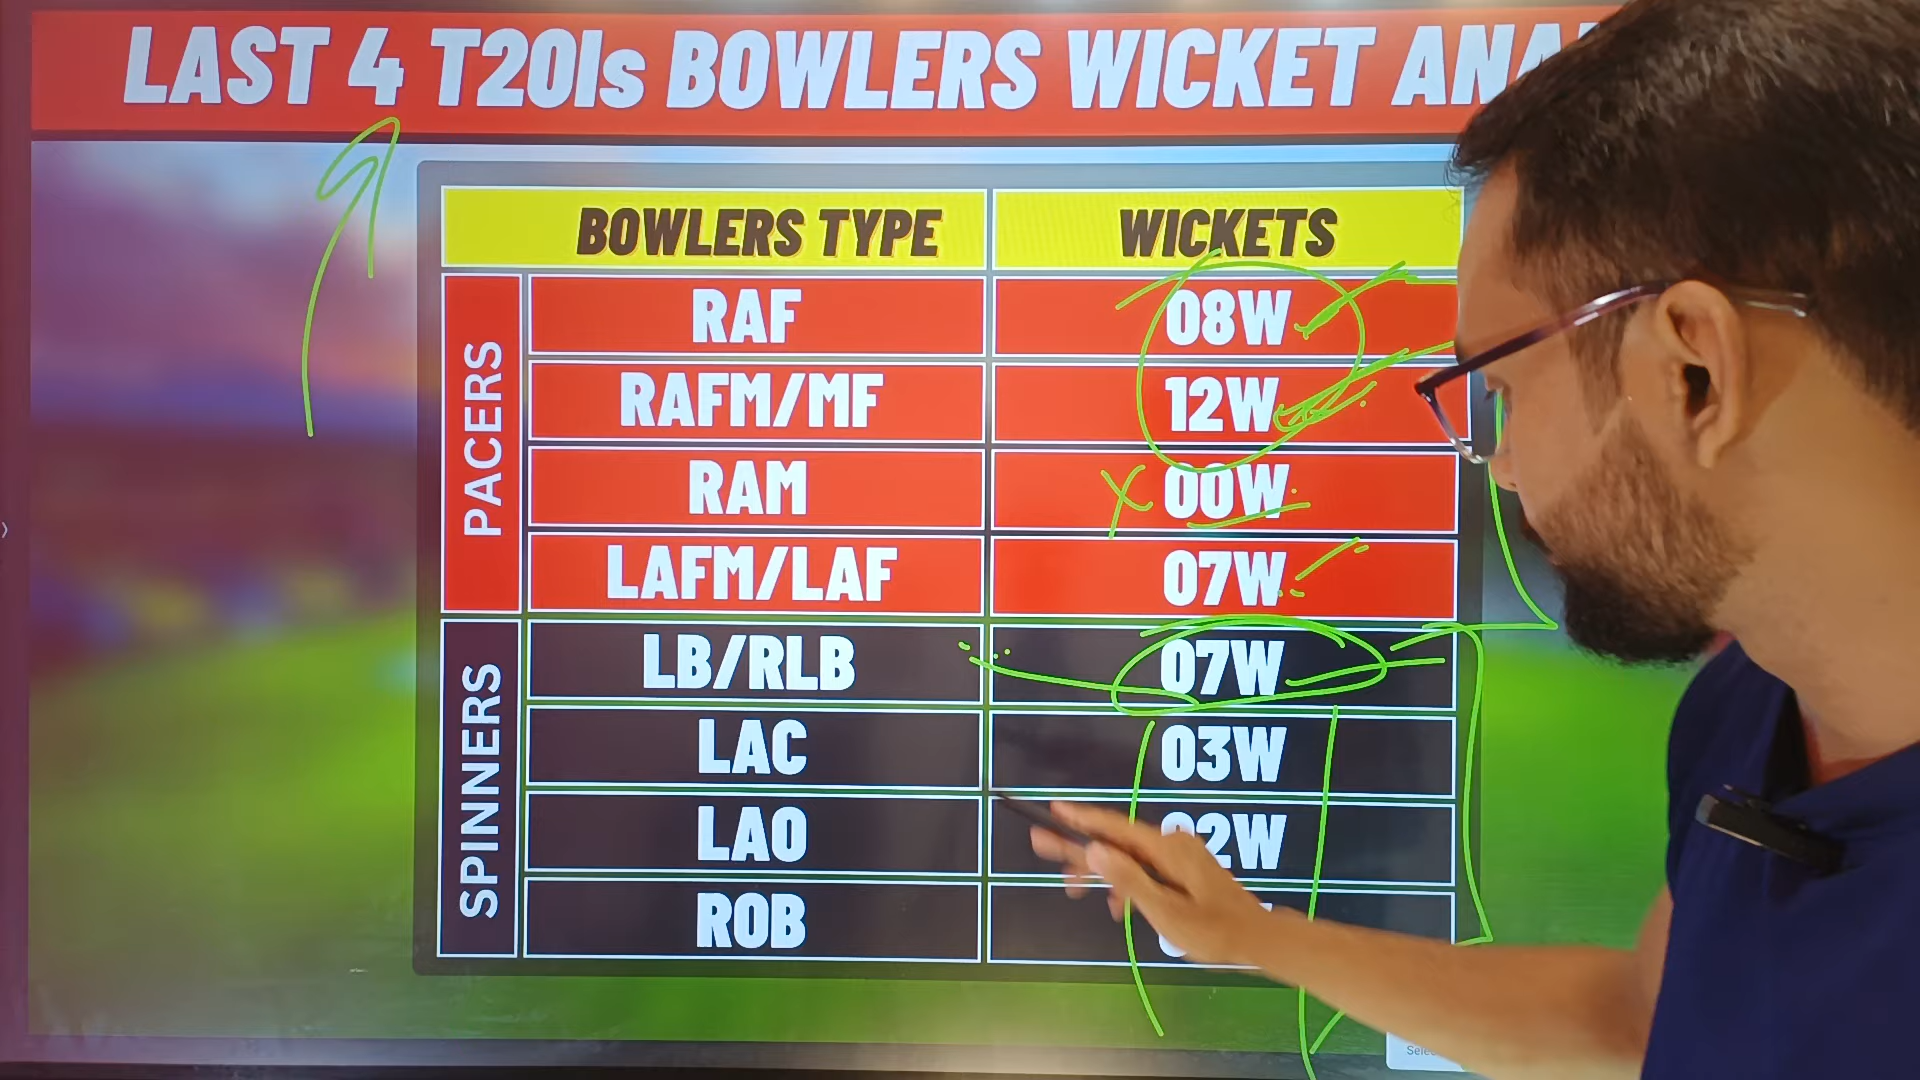 LAST 4 T20Is BOWLERS WICKET
BOWLERS TYPE WICKETS
PACERS
RAF 08W
RAFM/MF 12W
RAM 00W
LAFM/LAF 07W
SPINNERS
LB/RLB 07W
LAC 03W
LAO 02W
ROB